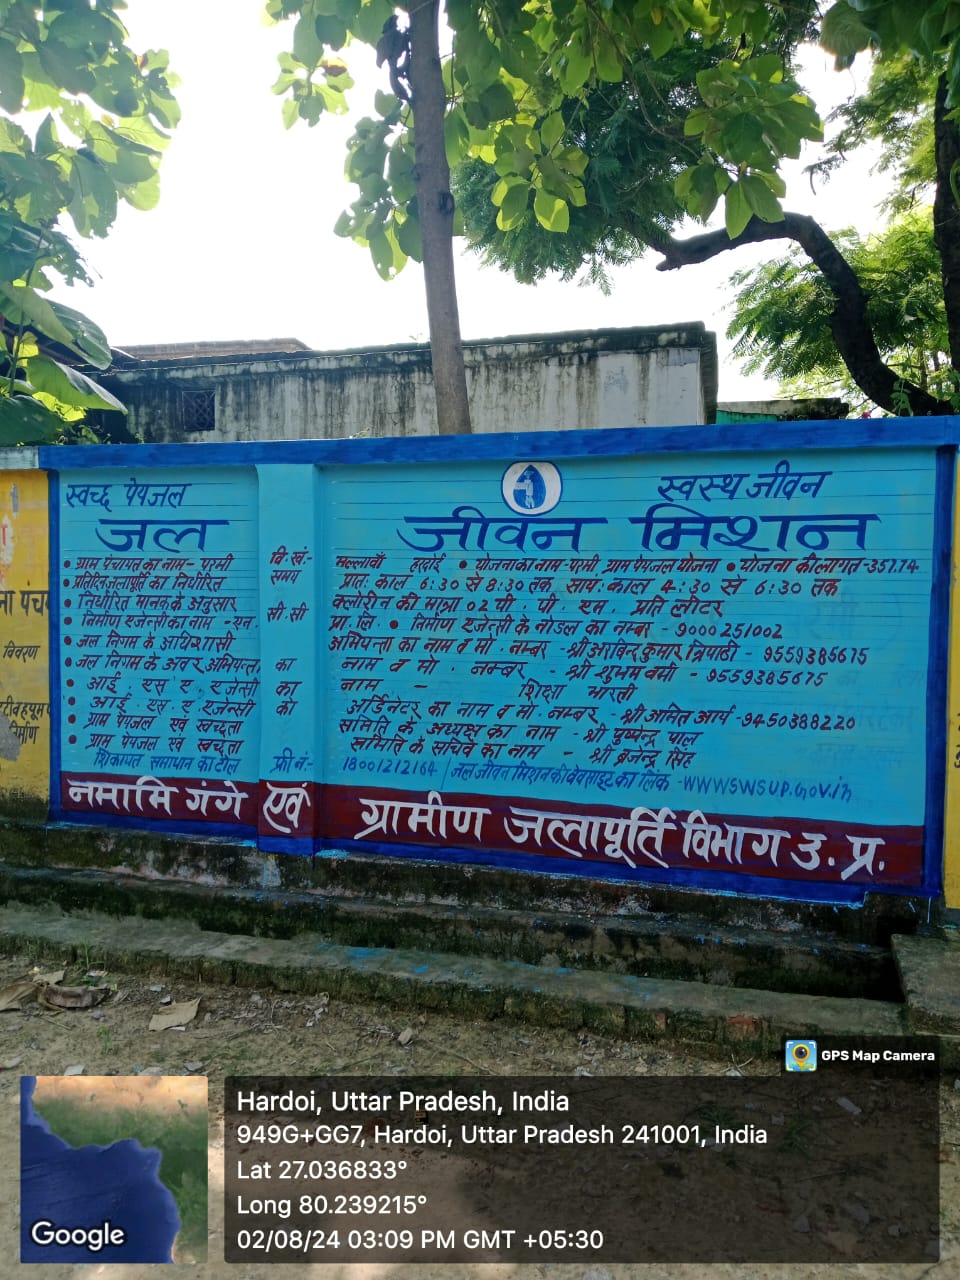 स्वच्छ पेयजल स्वस्थ जीवन
जल जीवन मिशन
• ग्राम पंचायत का नाम - परमी वि. खं:- मल्लावाँ हरदोई • योजना का नाम - परमी ग्राम पेयजल योजना • योजना की लागत - 357.74
• प्रतिदिन जलापूर्ति का निर्धारित समय प्रातः काल 6:30 से 8:30 तक सायः काल 4:30 से 6:30 तक
• निर्धारित मानक के अनुसार क्लोरीन की मात्रा 02 पी. पी. एम. प्रति लीटर
• निर्माण एजेन्सी का नाम - एन. सी. सी प्रा. लि. • निर्माण एजेन्सी के नोडल का नम्बर - 9000251002
• जल निगम के अधिशासी अभियन्ता का नाम व मो. नम्बर - श्री अरविन्द कुमार त्रिपाठी - 9559385675
• जल निगम के अवर अभियन्ता का नाम व मो. नम्बर - श्री शुभम वर्मा - 9559385675
• आई. एस. ए. एजेन्सी का नाम - शिक्षा भारती
• आई. एस. ए. एजेन्सी को आर्डिनेटर का नाम व मो. नम्बर - श्री अमित आर्य - 9450388220
• ग्राम पेयजल एवं स्वच्छता समिति के अध्यक्ष का नाम - श्री पुष्पेन्द्र पाल
• ग्राम पेयजल एवं स्वच्छता समिति के सचिव का नाम - श्री ब्रजेन्द्र सिंह
शिकायत समाधान का टोल फ्री नं:- 18001212164 / जल जीवन मिशन की वेबसाइट का लिंक - www.swsup.gov.in
नमामि गंगे एवं ग्रामीण जलापूर्ति विभाग उ. प्र.
विवरण
निर्माण
GPS Map Camera
Hardoi, Uttar Pradesh, India
949G+GG7, Hardoi, Uttar Pradesh 241001, India
Lat 27.036833°
Long 80.239215°
02/08/24 03:09 PM GMT +05:30
Google